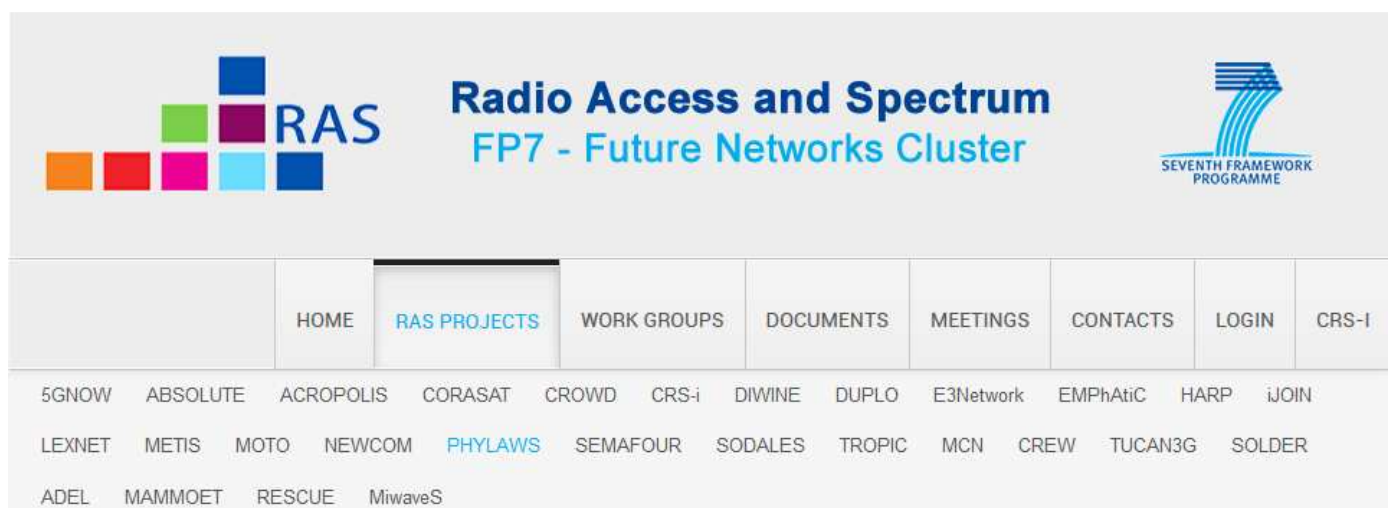 RAS
Radio Access and Spectrum
FP7 - Future Networks Cluster
SEVENTH FRAMEWORK
PROGRAMME
HOME RAS PROJECTS WORK GROUPS DOCUMENTS MEETINGS CONTACTS LOGIN CRS-I
5GNOW ABSOLUTE ACROPOLIS CORASAT CROWD CRS-i DIWINE DUPLO E3Network EMPhAtiC HARP iJOIN
LEXNET METIS MOTO NEWCOM PHYLAWS SEMAFOUR SODALES TROPIC MCN CREW TUCAN3G SOLDER
ADEL MAMMOET RESCUE MiwaveS